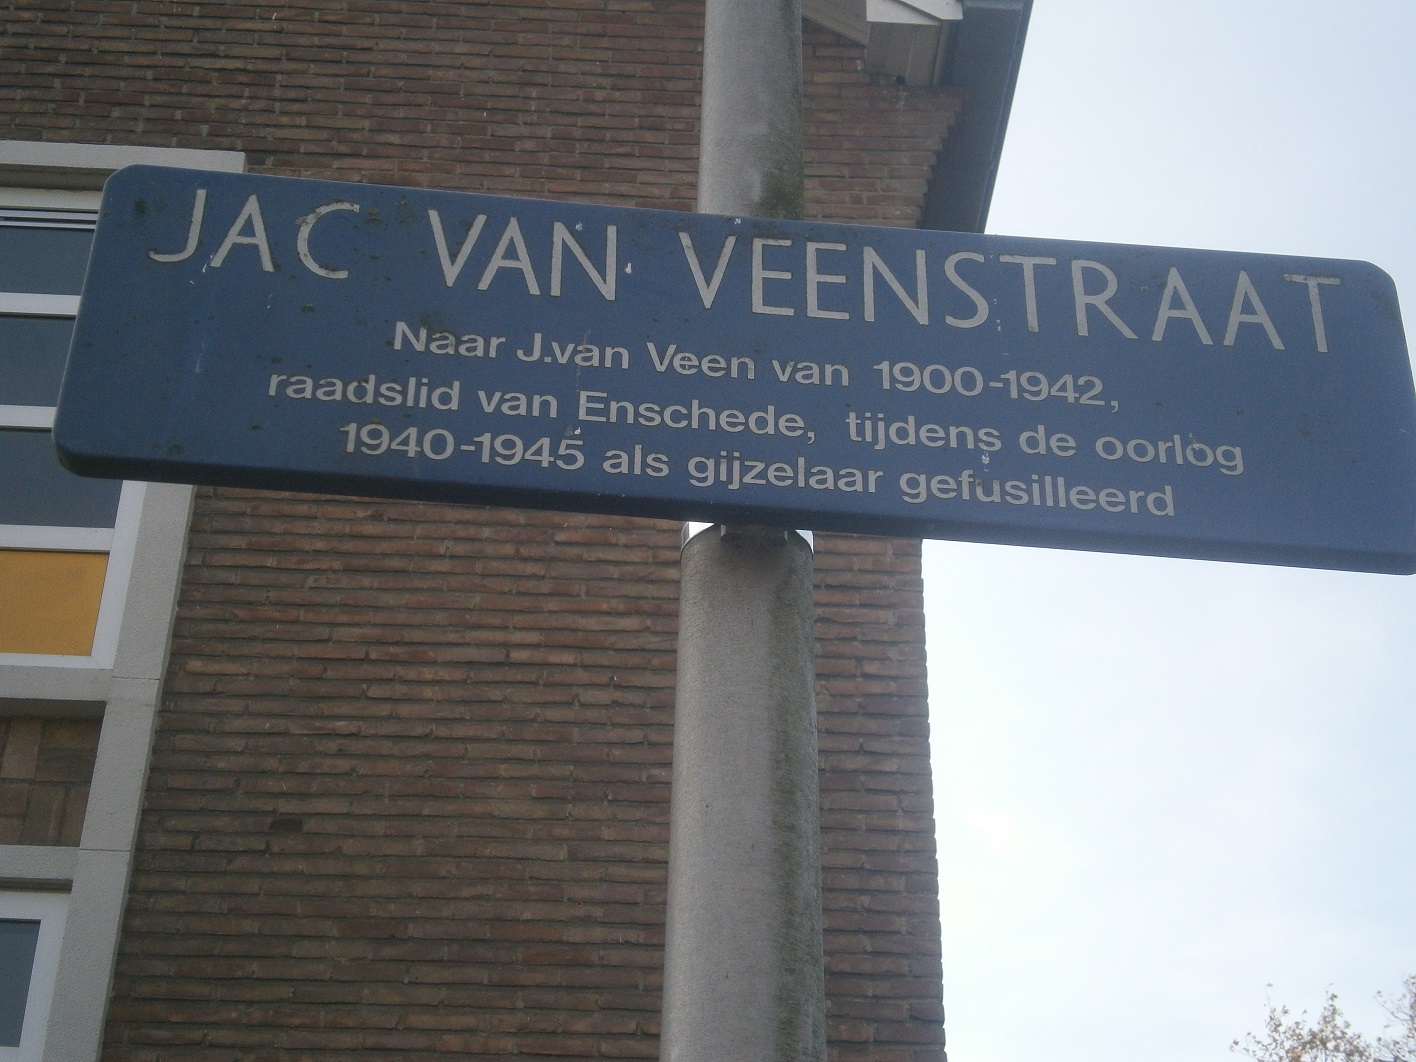 JAC VAN VEENSTRAAT
Naar J.van Veen van 1900-1942,
raadslid van Enschede, tijdens de oorlog
1940-1945 als gijzelaar gefusilleerd